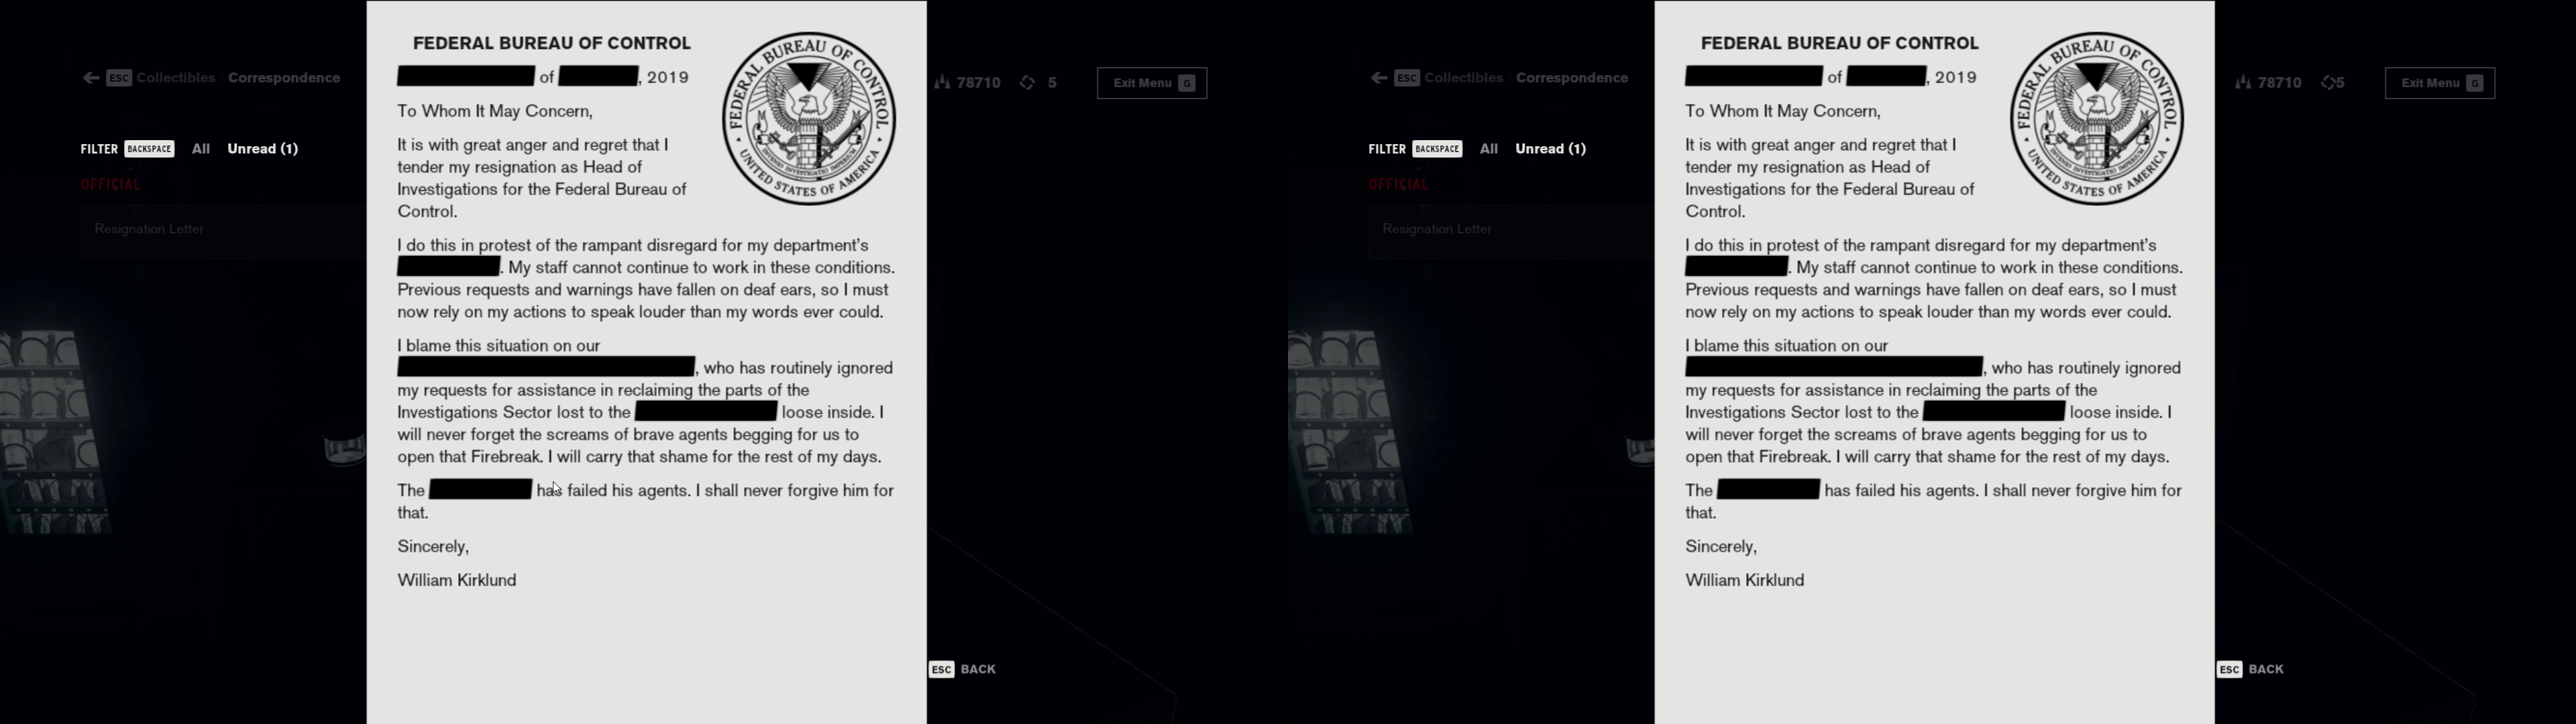 ESC Collectibles / Correspondence
FILTER BACKSPACE All Unread (1)
OFFICIAL
Resignation Letter
FEDERAL BUREAU OF CONTROL
of , 2019
To Whom It May Concern,
It is with great anger and regret that I
tender my resignation as Head of
Investigations for the Federal Bureau of
Control.
I do this in protest of the rampant disregard for my department's
. My staff cannot continue to work in these conditions.
Previous requests and warnings have fallen on deaf ears, so I must
now rely on my actions to speak louder than my words ever could.
I blame this situation on our
, who has routinely ignored
my requests for assistance in reclaiming the parts of the
Investigations Sector lost to the loose inside. I
will never forget the screams of brave agents begging for us to
open that Firebreak. I will carry that shame for the rest of my days.
The has failed his agents. I shall never forgive him for
that.
Sincerely,
William Kirklund
FEDERAL BUREAU OF CONTROL
UNITED STATES OF AMERICA
INVENIO INVESTIGATIO IMPERIUM
78710 5
Exit Menu G
ESC BACK
ESC Collectibles / Correspondence
FILTER BACKSPACE All Unread (1)
OFFICIAL
Resignation Letter
FEDERAL BUREAU OF CONTROL
of , 2019
To Whom It May Concern,
It is with great anger and regret that I
tender my resignation as Head of
Investigations for the Federal Bureau of
Control.
I do this in protest of the rampant disregard for my department's
. My staff cannot continue to work in these conditions.
Previous requests and warnings have fallen on deaf ears, so I must
now rely on my actions to speak louder than my words ever could.
I blame this situation on our
, who has routinely ignored
my requests for assistance in reclaiming the parts of the
Investigations Sector lost to the loose inside. I
will never forget the screams of brave agents begging for us to
open that Firebreak. I will carry that shame for the rest of my days.
The has failed his agents. I shall never forgive him for
that.
Sincerely,
William Kirklund
FEDERAL BUREAU OF CONTROL
UNITED STATES OF AMERICA
INVENIO INVESTIGATIO IMPERIUM
78710 5
Exit Menu G
ESC BACK